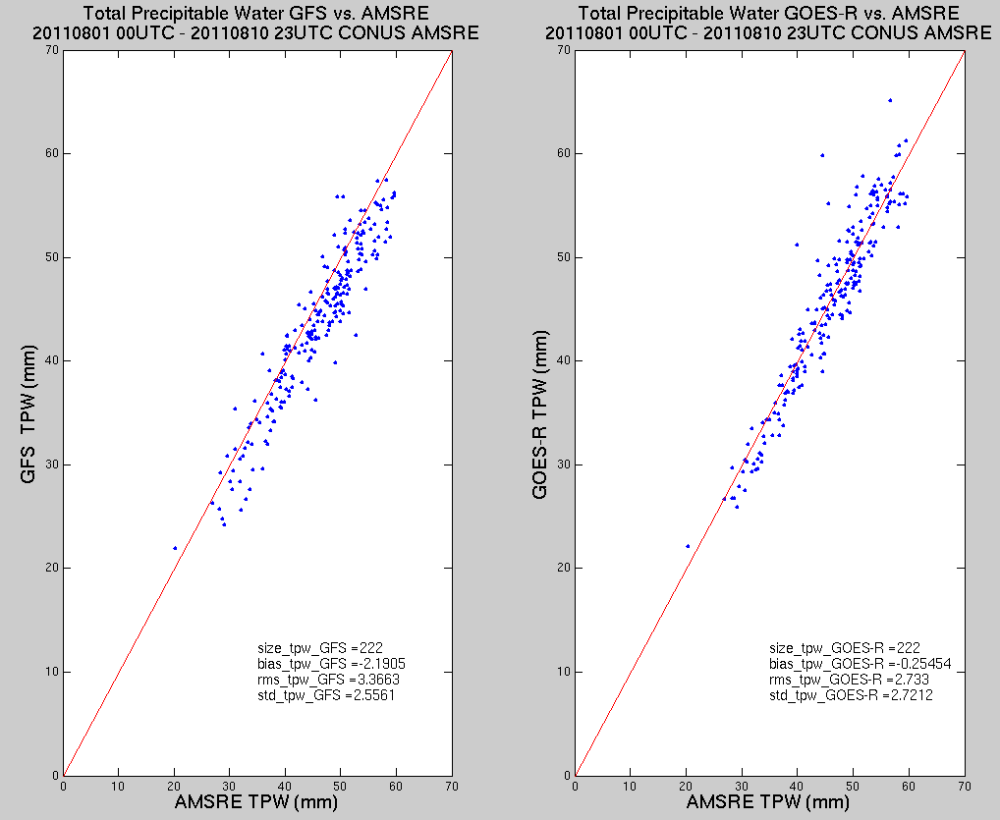 Total Precipitable Water GFS vs. AMSRE
20110801 00UTC - 20110810 23UTC CONUS AMSRE
70
60
50
40
30
20
10
0
GFS TPW (mm)
size_tpw_GFS =222
bias_tpw_GFS =-2.1905
rms_tpw_GFS =3.3663
std_tpw_GFS =2.5561
0 10 20 30 40 50 60 70
AMSRE TPW (mm)
Total Precipitable Water GOES-R vs. AMSRE
20110801 00UTC - 20110810 23UTC CONUS AMSRE
70
60
50
40
30
20
10
0
GOES-R TPW (mm)
size_tpw_GOES-R =222
bias_tpw_GOES-R =-0.25454
rms_tpw_GOES-R =2.733
std_tpw_GOES-R =2.7212
0 10 20 30 40 50 60 70
AMSRE TPW (mm)